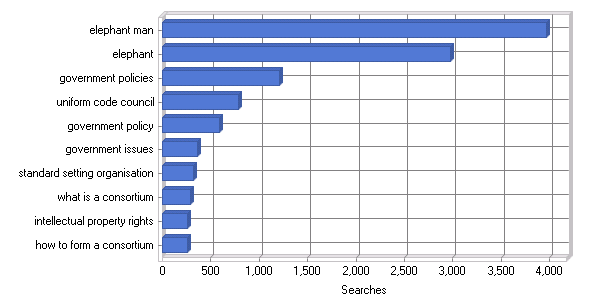 elephant man
elephant
government policies
uniform code council
government policy
government issues
standard setting organisation
what is a consortium
intellectual property rights
how to form a consortium
0 500 1,000 1,500 2,000 2,500 3,000 3,500 4,000
Searches